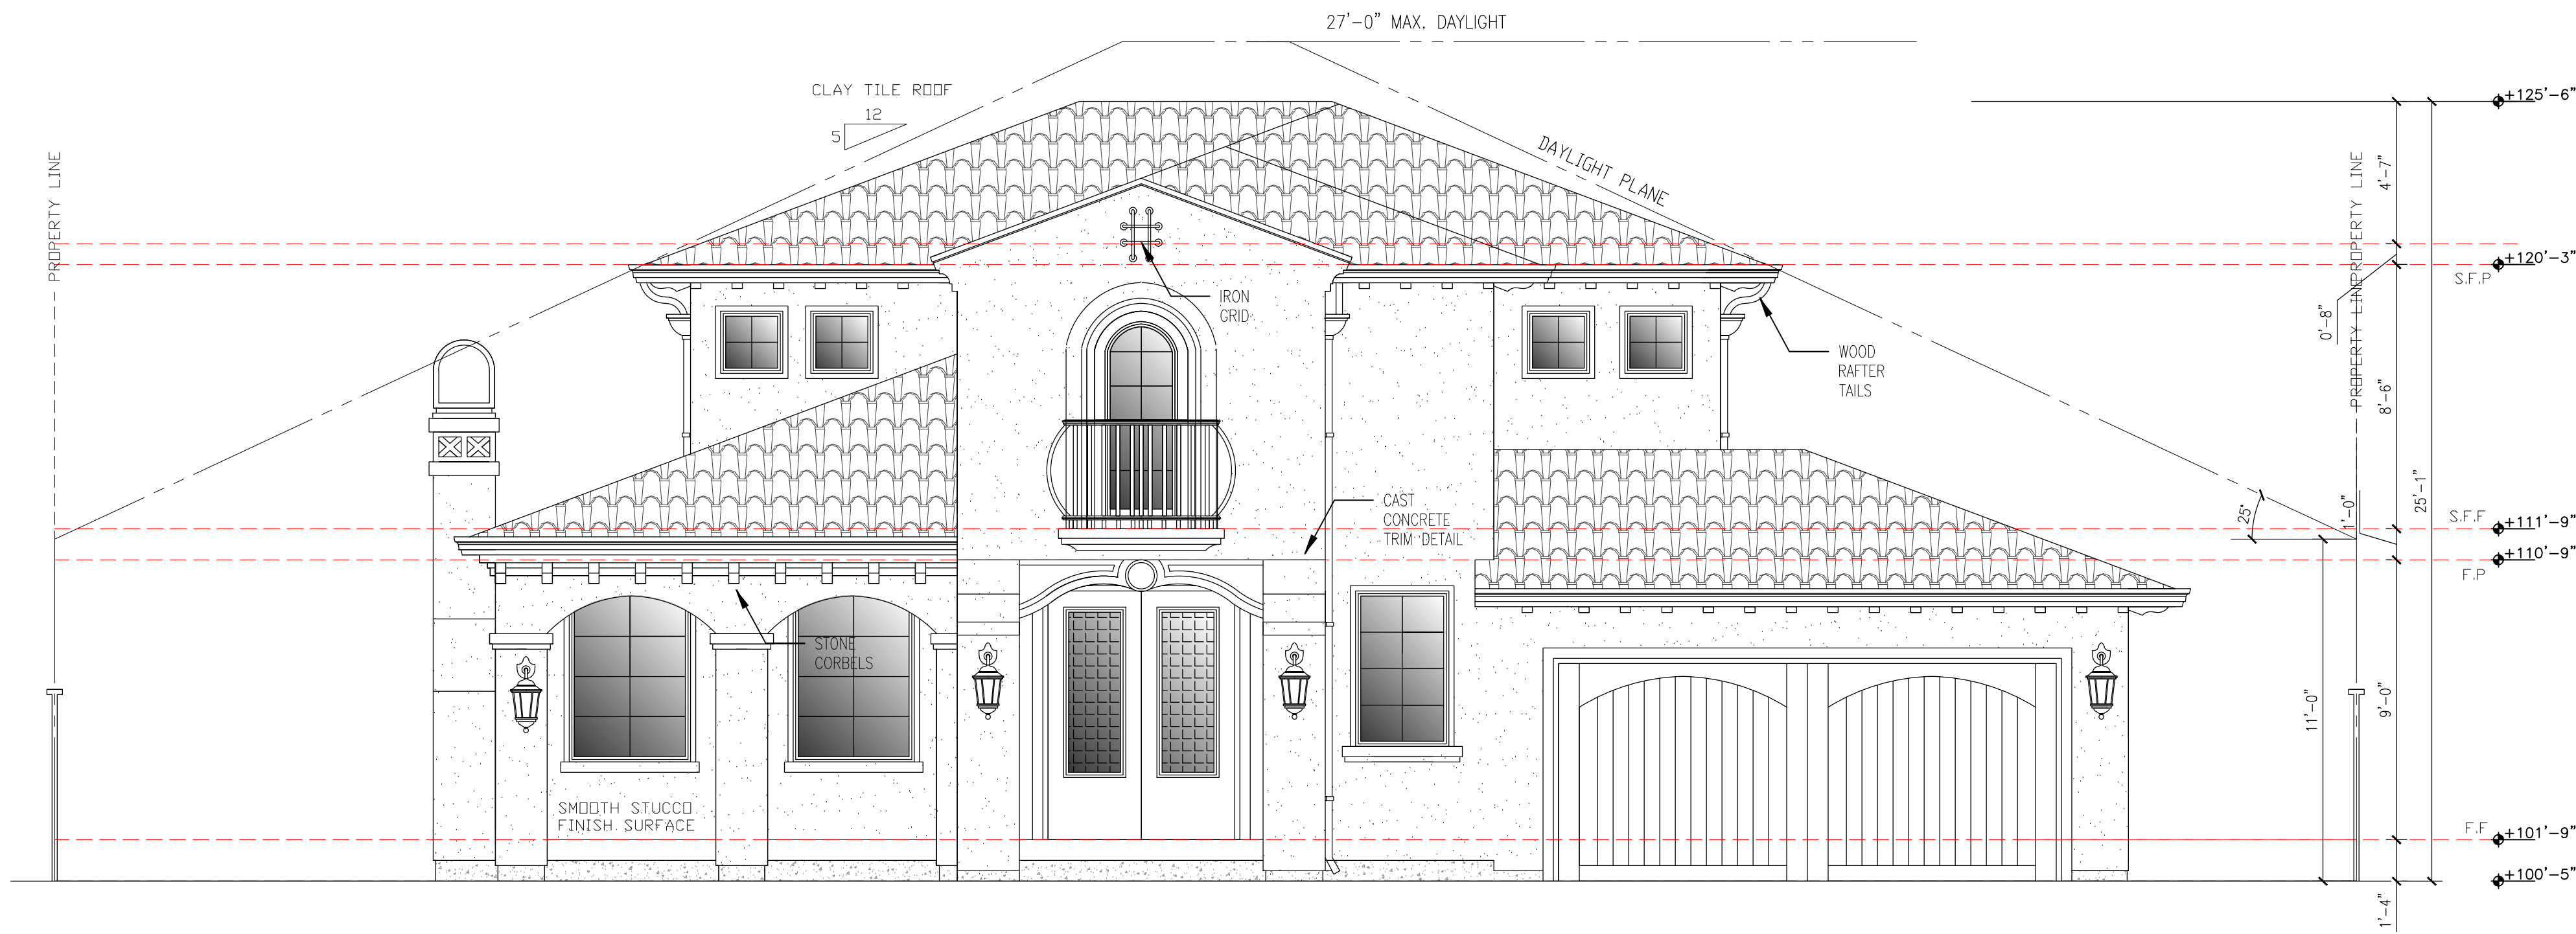 27'-0" MAX. DAYLIGHT
CLAY TILE ROOF
12
5
+125'-6"
DAYLIGHT PLANE
PROPERTY LINE
PROPERTY LINE
PROPERTY LINE
4'-7"
+120'-3"
S.F.P
0'-8"
IRON
GRID
WOOD
RAFTER
TAILS
8'-6"
25'-1"
CAST
CONCRETE
TRIM DETAIL
25'
1'-0"
S.F.F
+111'-9"
+110'-9"
F.P
STONE
CORBELS
11'-0"
9'-0"
SMOOTH STUCCO
FINISH SURFACE
F.F
+101'-9"
+100'-5"
1'-4"